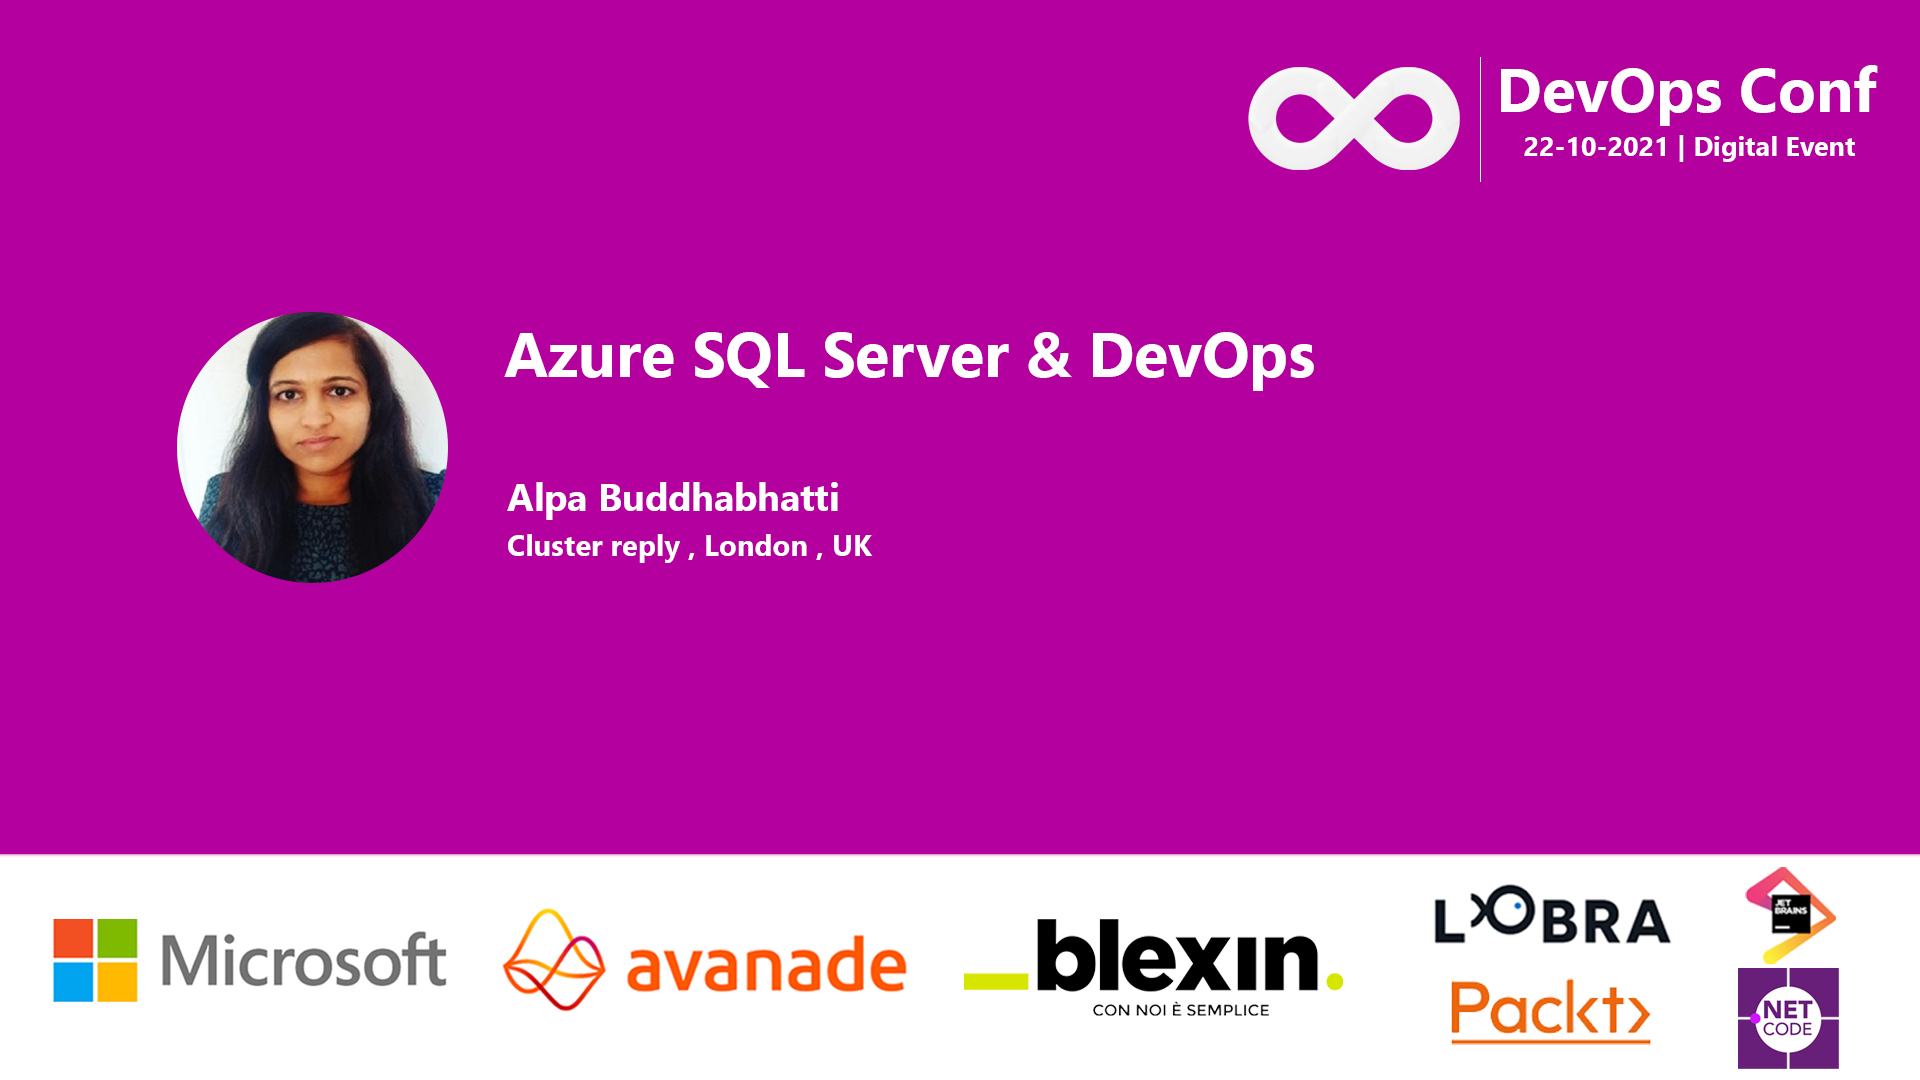 DevOps Conf
22-10-2021 | Digital Event
Azure SQL Server & DevOps
Alpa Buddhabhatti
Cluster reply , London , UK
Microsoft
avanade
blexin.
CON NOI È SEMPLICE
LOBRA
JET
BRAINS
Packt>
NET
CODE